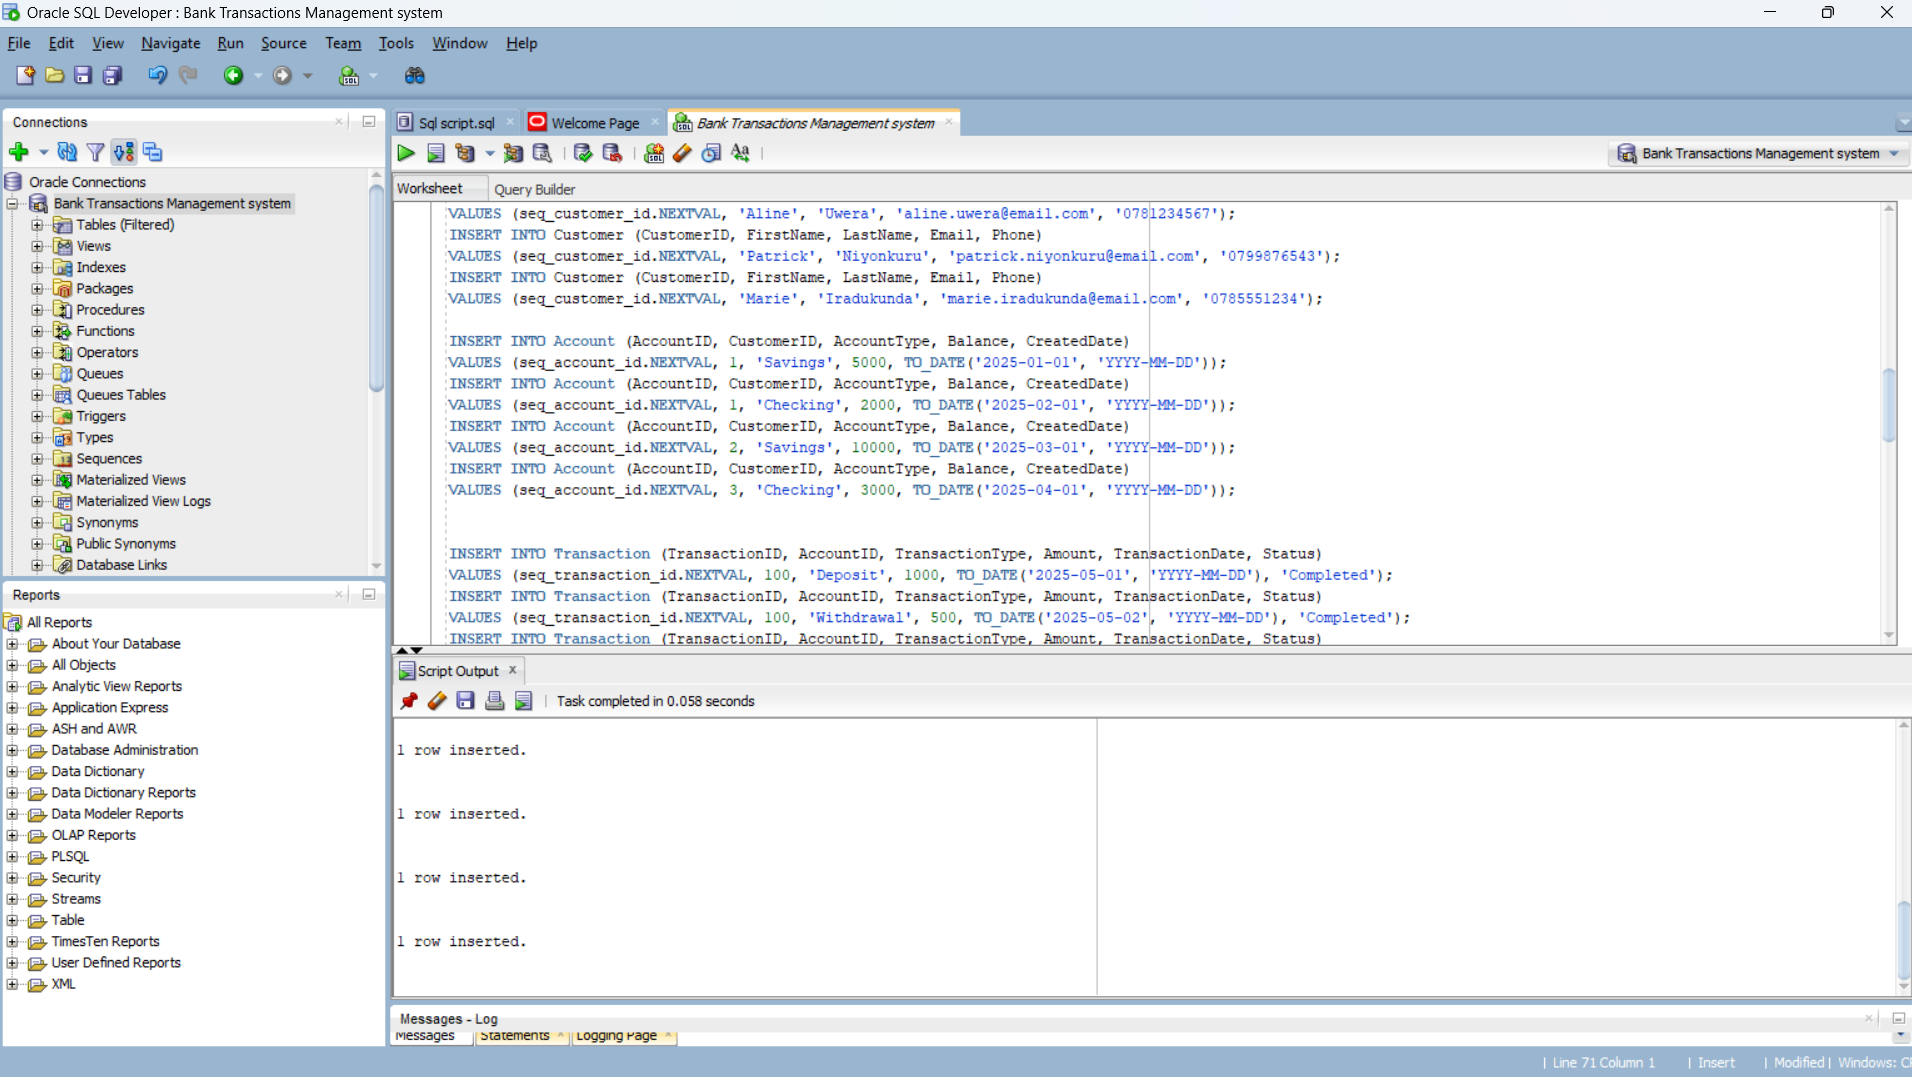 Oracle SQL Developer : Bank Transactions Management system
File Edit View Navigate Run Source Team Tools Window Help
Connections
Oracle Connections
Bank Transactions Management system
Tables (Filtered)
Views
Indexes
Packages
Procedures
Functions
Operators
Queues
Queues Tables
Triggers
Types
Sequences
Materialized Views
Materialized View Logs
Synonyms
Public Synonyms
Database Links
Reports
All Reports
About Your Database
All Objects
Analytic View Reports
Application Express
ASH and AWR
Database Administration
Data Dictionary
Data Dictionary Reports
Data Modeler Reports
OLAP Reports
PLSQL
Security
Streams
Table
TimesTen Reports
User Defined Reports
XML
Sql script.sql Welcome Page Bank Transactions Management system
Bank Transactions Management system
Worksheet Query Builder
VALUES (seq_customer_id.NEXTVAL, 'Aline', 'Uwera', 'aline.uwera@email.com', '0781234567');
INSERT INTO Customer (CustomerID, FirstName, LastName, Email, Phone)
VALUES (seq_customer_id.NEXTVAL, 'Patrick', 'Niyonkuru', 'patrick.niyonkuru@email.com', '0799876543');
INSERT INTO Customer (CustomerID, FirstName, LastName, Email, Phone)
VALUES (seq_customer_id.NEXTVAL, 'Marie', 'Iradukunda', 'marie.iradukunda@email.com', '0785551234');
INSERT INTO Account (AccountID, CustomerID, AccountType, Balance, CreatedDate)
VALUES (seq_account_id.NEXTVAL, 1, 'Savings', 5000, TO_DATE('2025-01-01', 'YYYY-MM-DD'));
INSERT INTO Account (AccountID, CustomerID, AccountType, Balance, CreatedDate)
VALUES (seq_account_id.NEXTVAL, 1, 'Checking', 2000, TO_DATE('2025-02-01', 'YYYY-MM-DD'));
INSERT INTO Account (AccountID, CustomerID, AccountType, Balance, CreatedDate)
VALUES (seq_account_id.NEXTVAL, 2, 'Savings', 10000, TO_DATE('2025-03-01', 'YYYY-MM-DD'));
INSERT INTO Account (AccountID, CustomerID, AccountType, Balance, CreatedDate)
VALUES (seq_account_id.NEXTVAL, 3, 'Checking', 3000, TO_DATE('2025-04-01', 'YYYY-MM-DD'));
INSERT INTO Transaction (TransactionID, AccountID, TransactionType, Amount, TransactionDate, Status)
VALUES (seq_transaction_id.NEXTVAL, 100, 'Deposit', 1000, TO_DATE('2025-05-01', 'YYYY-MM-DD'), 'Completed');
INSERT INTO Transaction (TransactionID, AccountID, TransactionType, Amount, TransactionDate, Status)
VALUES (seq_transaction_id.NEXTVAL, 100, 'Withdrawal', 500, TO_DATE('2025-05-02', 'YYYY-MM-DD'), 'Completed');
INSERT INTO Transaction (TransactionID, AccountID, TransactionType, Amount, TransactionDate, Status)
Script Output
Task completed in 0.058 seconds
1 row inserted.
1 row inserted.
1 row inserted.
1 row inserted.
Messages - Log
Messages Statements Logging Page
Line 71 Column 1 | Insert | Modified | Windows: